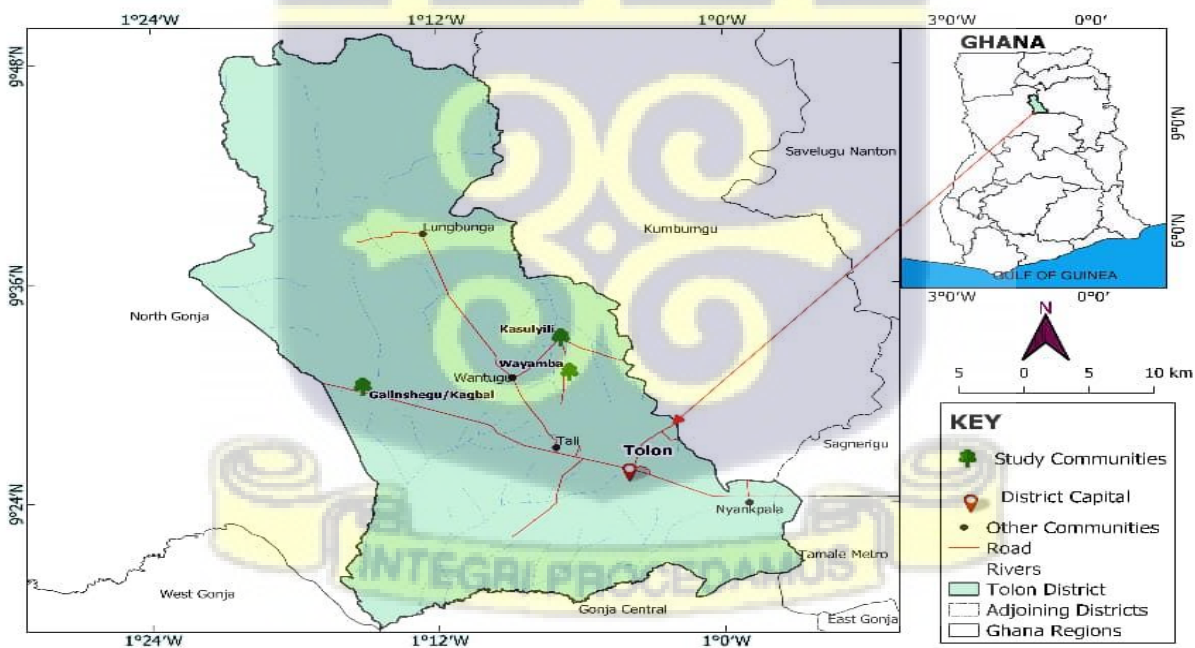 1°24'W 1°12'W 1°0'W 3°0'W 0°0'
GHANA
9°48'N
9°0'N
Savelugu Nanton
Lungbunga
Kumbumgu
6°0'N
GULF OF GUINEA
9°36'N
3°0'W 0°0'
North Gonja
N
Kasulyili
Wayamba
Wantugu
5 0 5 10 km
Galinshegu/Kagbal
KEY
Tali
Tolon
Sagnerigu
Study Communities
District Capital
9°24'N
Nyankpala
Other Communities
Road
INTEGRI PROCEDAMUS
Tamale Metro
Rivers
West Gonja
Tolon District
Gonja Central
Adjoining Districts
East Gonja
Ghana Regions
1°24'W 1°12'W 1°0'W